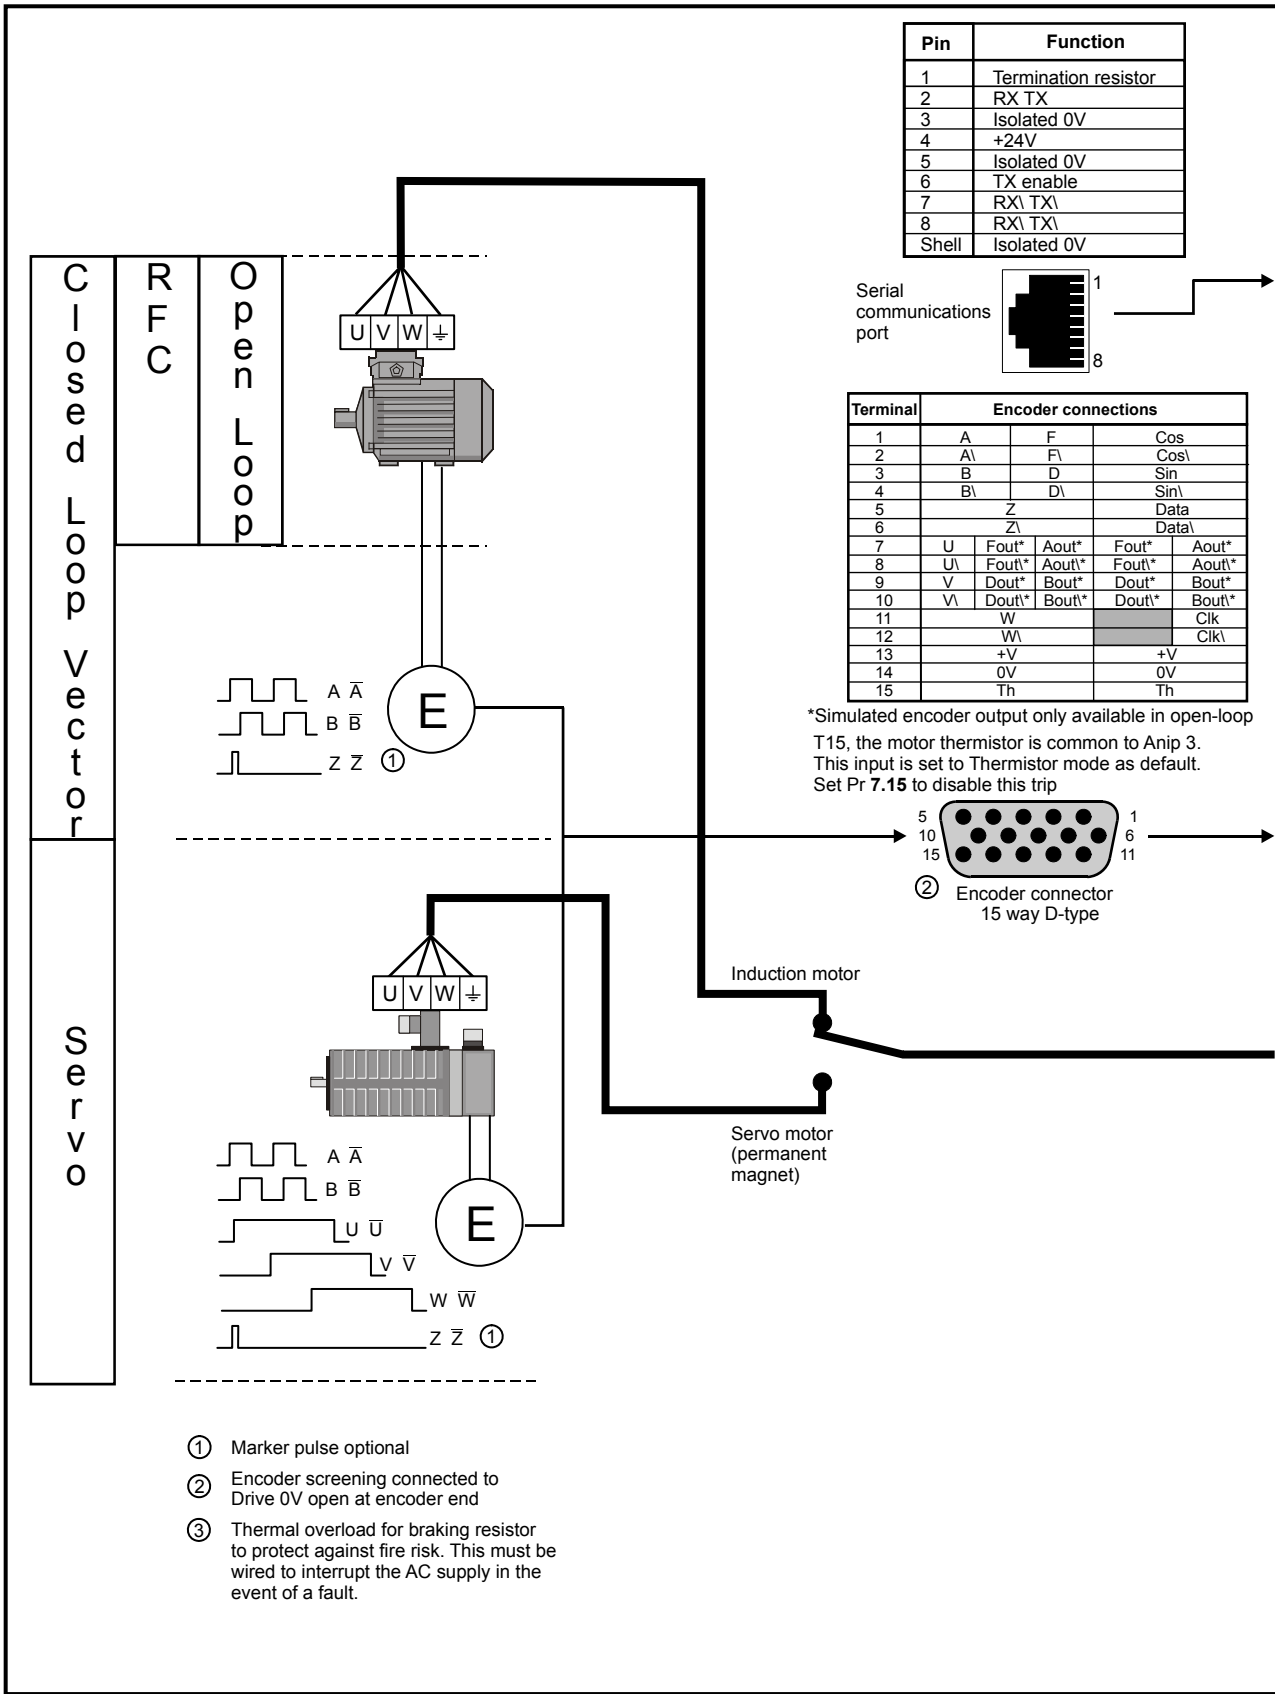 Pin Function
1 Termination resistor
2 RX TX
3 Isolated 0V
4 +24V
5 Isolated 0V
6 TX enable
7 RX\ TX\
8 RX\ TX\
Shell Isolated 0V
Serial
communications
port
1
8
Closed Loop Vector
RFC
Open Loop
U V W
Terminal Encoder connections
1 A F Cos
2 A\ F\ Cos\
3 B D Sin
4 B\ D\ Sin\
5 Z Data
6 Z\ Data\
7 U Fout* Aout* Fout* Aout*
8 U\ Fout\* Aout\* Fout\* Aout\*
9 V Dout* Bout* Dout* Bout*
10 V\ Dout\* Bout\* Dout\* Bout\*
11 W Clk
12 W\ Clk\
13 +V +V
14 0V 0V
15 Th Th
*Simulated encoder output only available in open-loop
T15, the motor thermistor is common to Anip 3.
This input is set to Thermistor mode as default.
Set Pr 7.15 to disable this trip
A A̅
B B̅
Z Z̅ ①
E
5 1
10 6
15 11
② Encoder connector
15 way D-type
Servo
U V W
Induction motor
Servo motor
(permanent
magnet)
A A̅
B B̅
U U̅
V V̅
W W̅
Z Z̅ ①
E
① Marker pulse optional
② Encoder screening connected to
Drive 0V open at encoder end
③ Thermal overload for braking resistor
to protect against fire risk. This must be
wired to interrupt the AC supply in the
event of a fault.